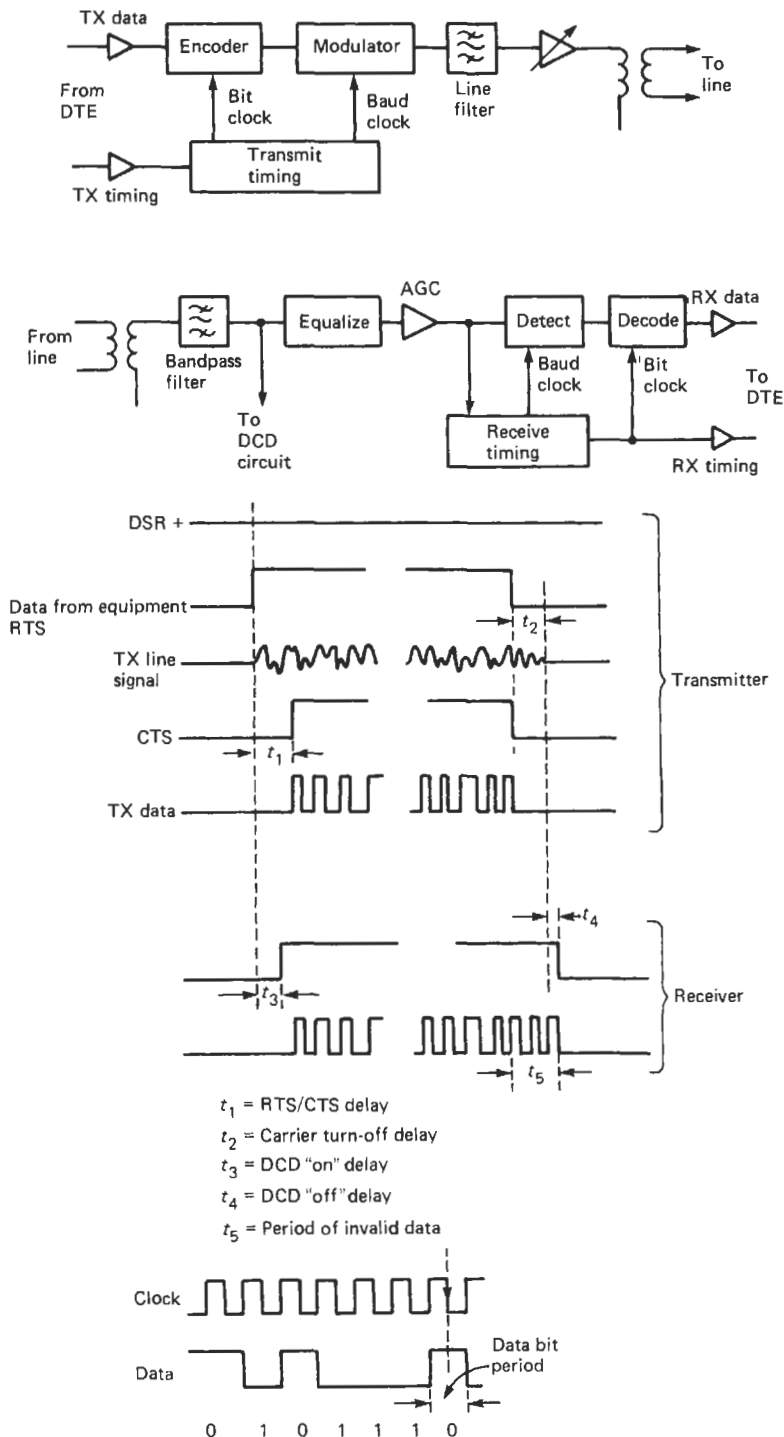 TX data
Encoder
Modulator
From
DTE
Bit
clock
Baud
clock
Line
filter
To
line
Transmit
timing
TX timing
AGC
RX data
From
line
Bandpass
filter
Equalize
Detect
Decode
Baud
clock
Bit
clock
To
DTE
To
DCD
circuit
Receive
timing
RX timing
DSR +
Data from equipment
RTS
t2
TX line
signal
Transmitter
CTS
t1
TX data
t4
t3
Receiver
t5
t1 = RTS/CTS delay
t2 = Carrier turn-off delay
t3 = DCD "on" delay
t4 = DCD "off" delay
t5 = Period of invalid data
Clock
Data
Data bit
period
0 1 0 1 1 1 0